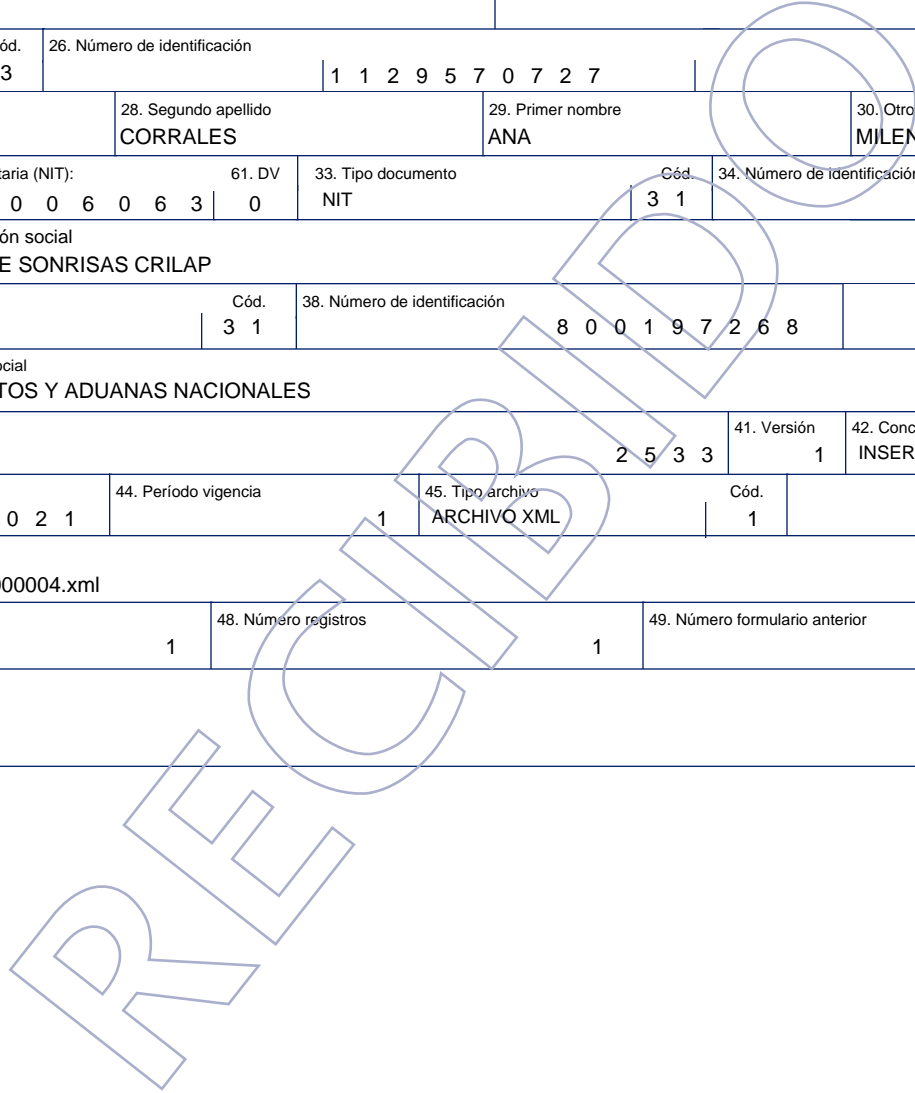 ód. 26. Número de identificación
3 1 1 2 9 5 7 0 7 2 7
28. Segundo apellido 29. Primer nombre 30. Otro
CORRALES ANA MILEN
taria (NIT): 61. DV 33. Tipo documento Cód. 34. Número de identificación
0 0 6 0 6 3 0 NIT 3 1
ón social
E SONRISAS CRILAP
Cód. 38. Número de identificación
3 1 8 0 0 1 9 7 2 6 8
ocial
TOS Y ADUANAS NACIONALES
41. Versión 42. Conc
2 5 3 3 1 INSER
44. Período vigencia 45. Tipo archivo Cód.
0 2 1 1 ARCHIVO XML 1
00004.xml
48. Número registros 49. Número formulario anterior
1 1
RECIBIDO